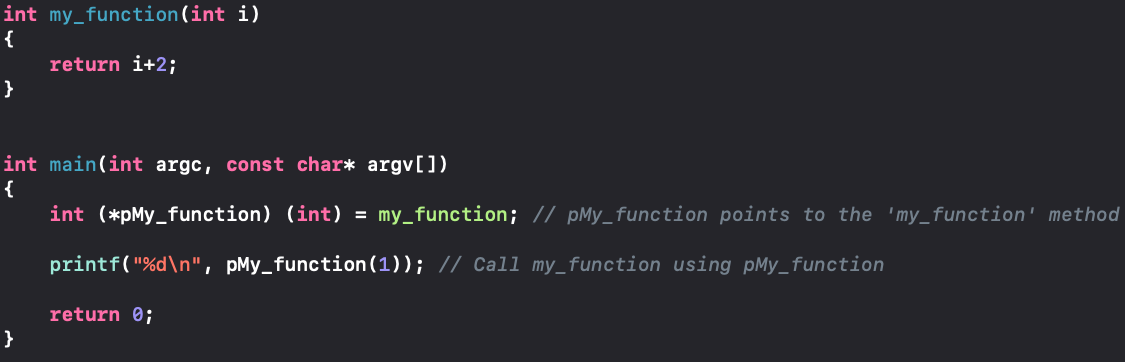 int my_function(int i)
{
    return i+2;
}
int main(int argc, const char* argv[])
{
    int (*pMy_function) (int) = my_function; // pMy_function points to the 'my_function' method
    printf("%d\n", pMy_function(1)); // Call my_function using pMy_function
    return 0;
}